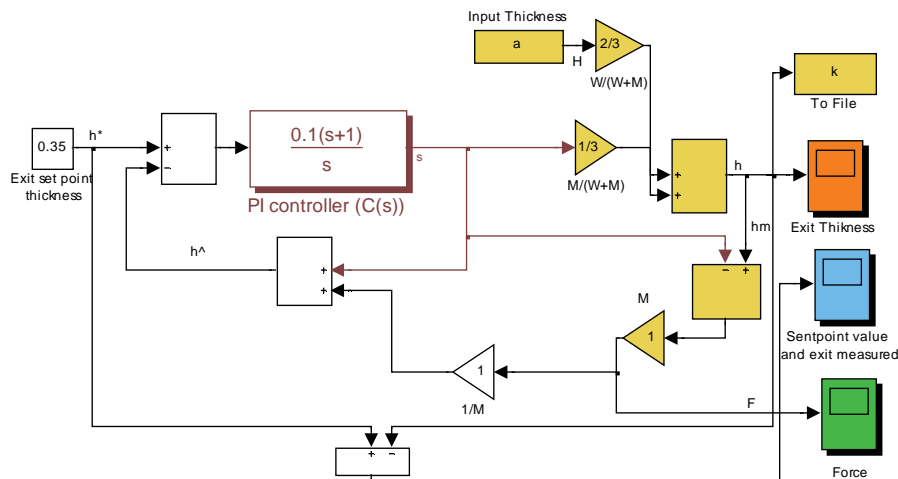 Input Thickness
a
H
2/3
W/(W+M)
k
To File
0.35
h*
Exit set point
thickness
+
−
0.1(s+1)
s
PI controller (C(s))
s
1/3
M/(W+M)
+
+
h
Exit Thikness
hm
h^
+
+
− +
M
1
Sentpoint value
and exit measured
1
1/M
F
Force
+ −